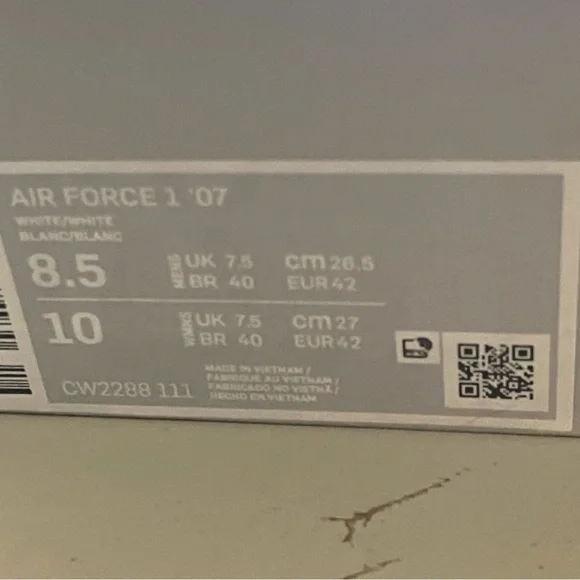 AIR FORCE 1 '07
WHITE/WHITE
BLANC/BLANC
8.5 MENS UK 7.5 cm 26.5
BR 40 EUR 42
10 WMNS UK 7.5 cm 27
BR 40 EUR 42
CW2288 111
MADE IN VIETNAM /
FABRIQUE AU VIETNAM /
FABRICADO NO VIETNÃ /
HECHO EN VIETNAM